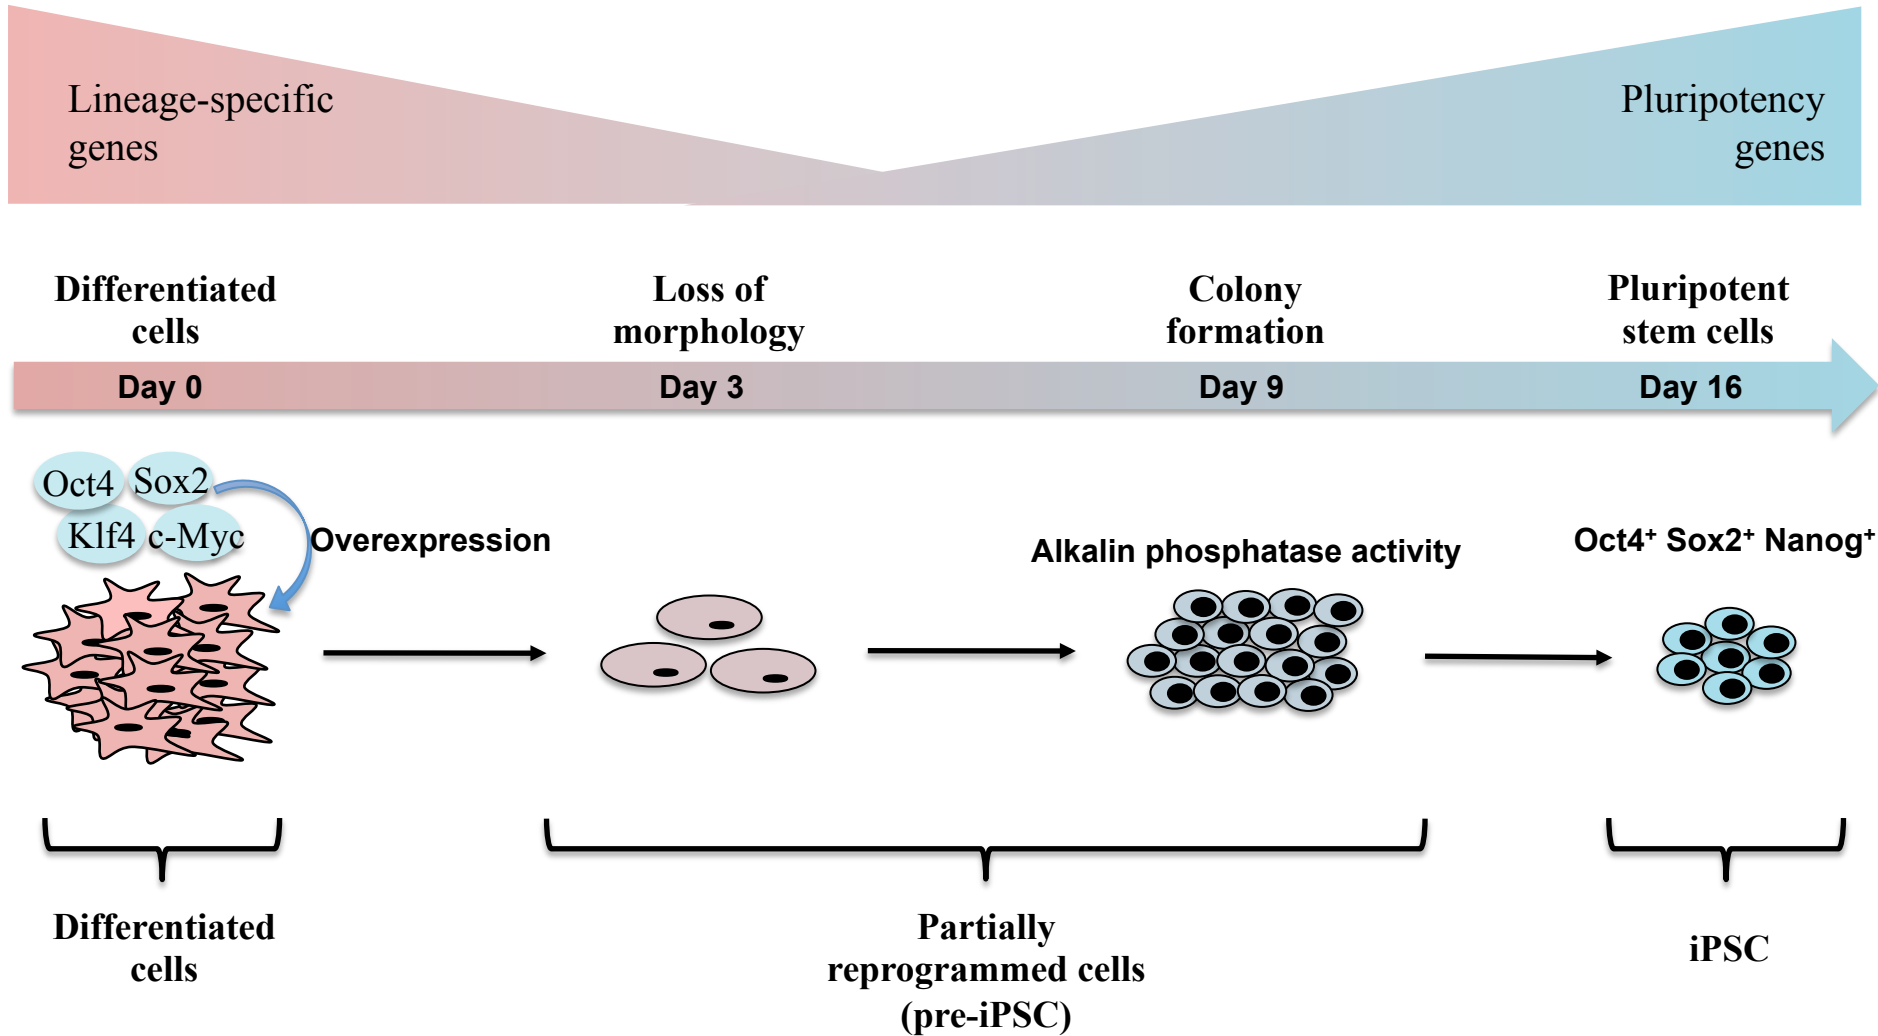 Lineage-specific
genes
Pluripotency
genes
Differentiated
cells
Loss of
morphology
Colony
formation
Pluripotent
stem cells
Day 0
Day 3
Day 9
Day 16
Oct4
Sox2
Klf4
c-Myc
Overexpression
Alkalin phosphatase activity
Oct4⁺ Sox2⁺ Nanog⁺
Differentiated
cells
Partially
reprogrammed cells
(pre-iPSC)
iPSC